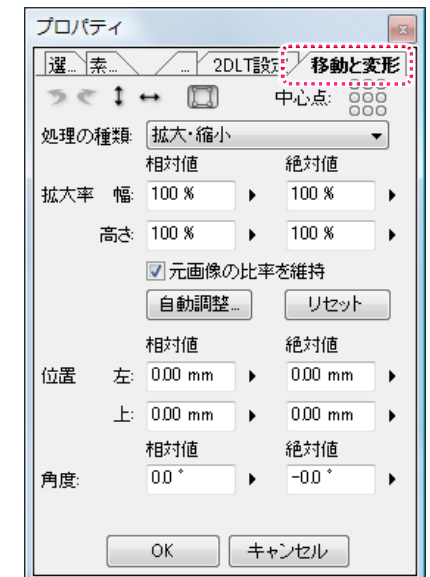 プロパティ
選... 素... ... 2DLT設定 移動と変形
中心点:
処理の種類: 拡大・縮小
相対値 絶対値
拡大率 幅: 100 % 100 %
高さ: 100 % 100 %
元画像の比率を維持
自動調整... リセット
相対値 絶対値
位置 左: 0.00 mm 0.00 mm
上: 0.00 mm 0.00 mm
相対値 絶対値
角度: 0.0 ° -0.0 °
OK キャンセル